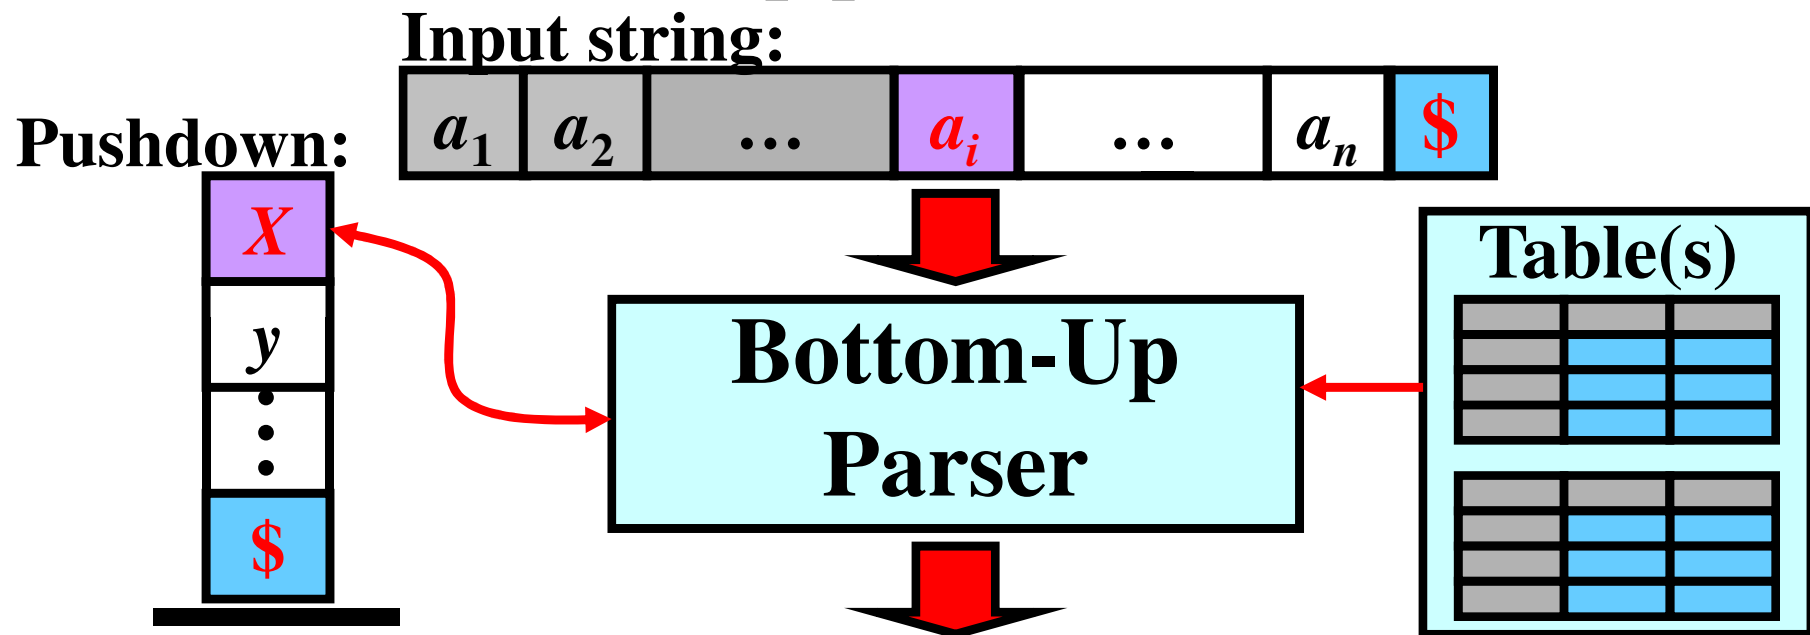 Input string:
a₁ a₂ ... aᵢ ... aₙ $
Pushdown:
X
y
$
Table(s)
Bottom-Up
Parser